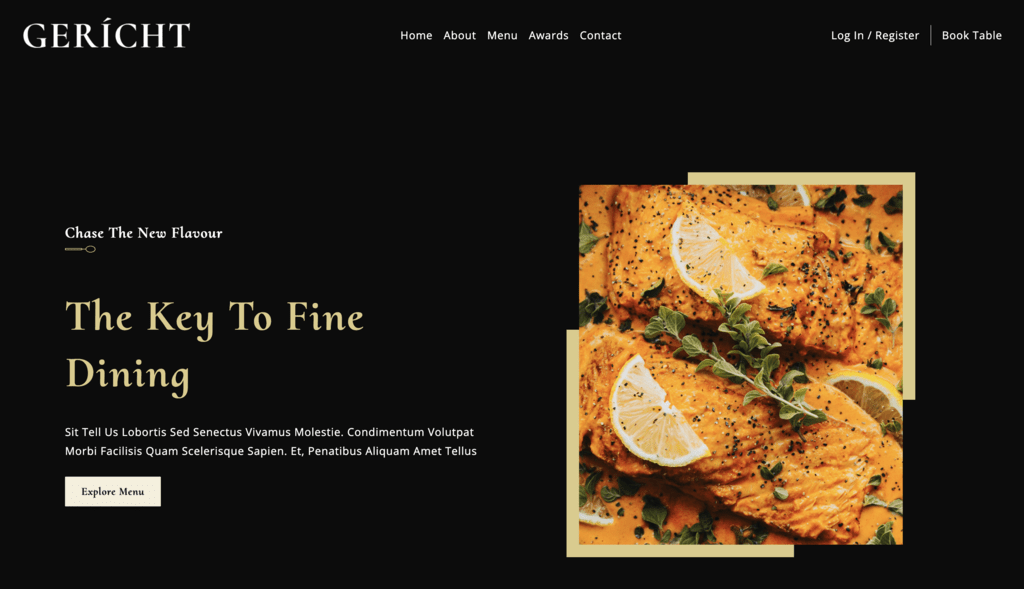 GERÍCHT
Home About Menu Awards Contact
Log In / Register Book Table
Chase The New Flavour
The Key To Fine
Dining
Sit Tell Us Lobortis Sed Senectus Vivamus Molestie. Condimentum Volutpat
Morbi Facilisis Quam Scelerisque Sapien. Et, Penatibus Aliquam Amet Tellus
Explore Menu